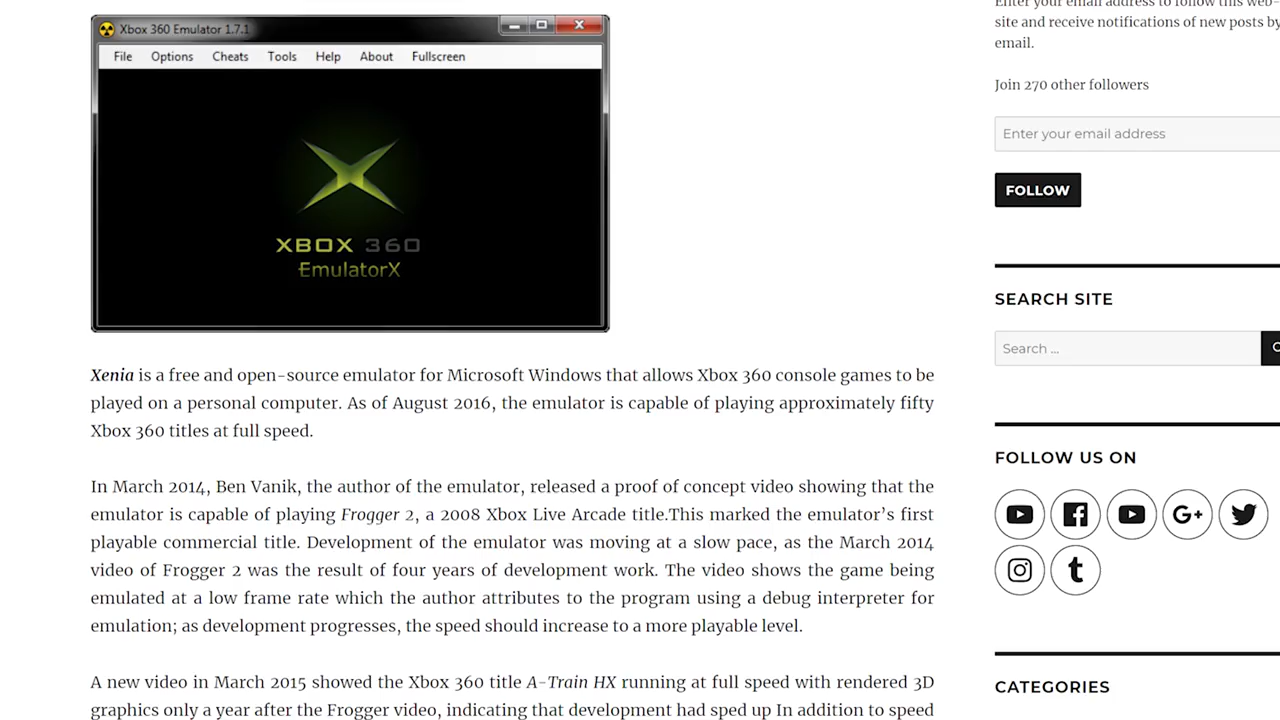 Enter your email address to follow this web-
site and receive notifications of new posts by
email.
Join 270 other followers
Enter your email address
FOLLOW
SEARCH SITE
Search ...
FOLLOW US ON
G+
t
CATEGORIES
Xbox 360 Emulator 1.7.1
File Options Cheats Tools Help About Fullscreen
XBOX 360
EmulatorX
Xenia is a free and open-source emulator for Microsoft Windows that allows Xbox 360 console games to be
played on a personal computer. As of August 2016, the emulator is capable of playing approximately fifty
Xbox 360 titles at full speed.
In March 2014, Ben Vanik, the author of the emulator, released a proof of concept video showing that the
emulator is capable of playing Frogger 2, a 2008 Xbox Live Arcade title.This marked the emulator’s first
playable commercial title. Development of the emulator was moving at a slow pace, as the March 2014
video of Frogger 2 was the result of four years of development work. The video shows the game being
emulated at a low frame rate which the author attributes to the program using a debug interpreter for
emulation; as development progresses, the speed should increase to a more playable level.
A new video in March 2015 showed the Xbox 360 title A-Train HX running at full speed with rendered 3D
graphics only a year after the Frogger video, indicating that development had sped up In addition to speed